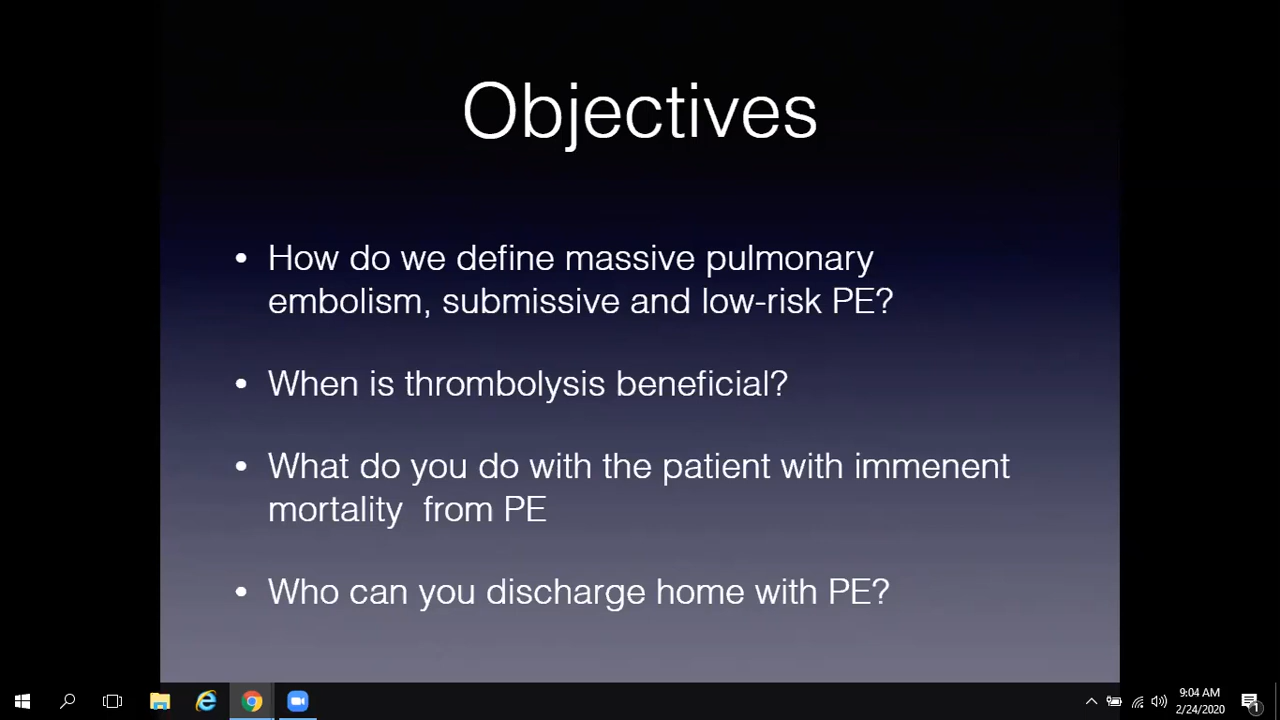 Objectives
• How do we define massive pulmonary
embolism, submissive and low-risk PE?
• When is thrombolysis beneficial?
• What do you do with the patient with immenent
mortality from PE
• Who can you discharge home with PE?
9:04 AM
2/24/2020
1